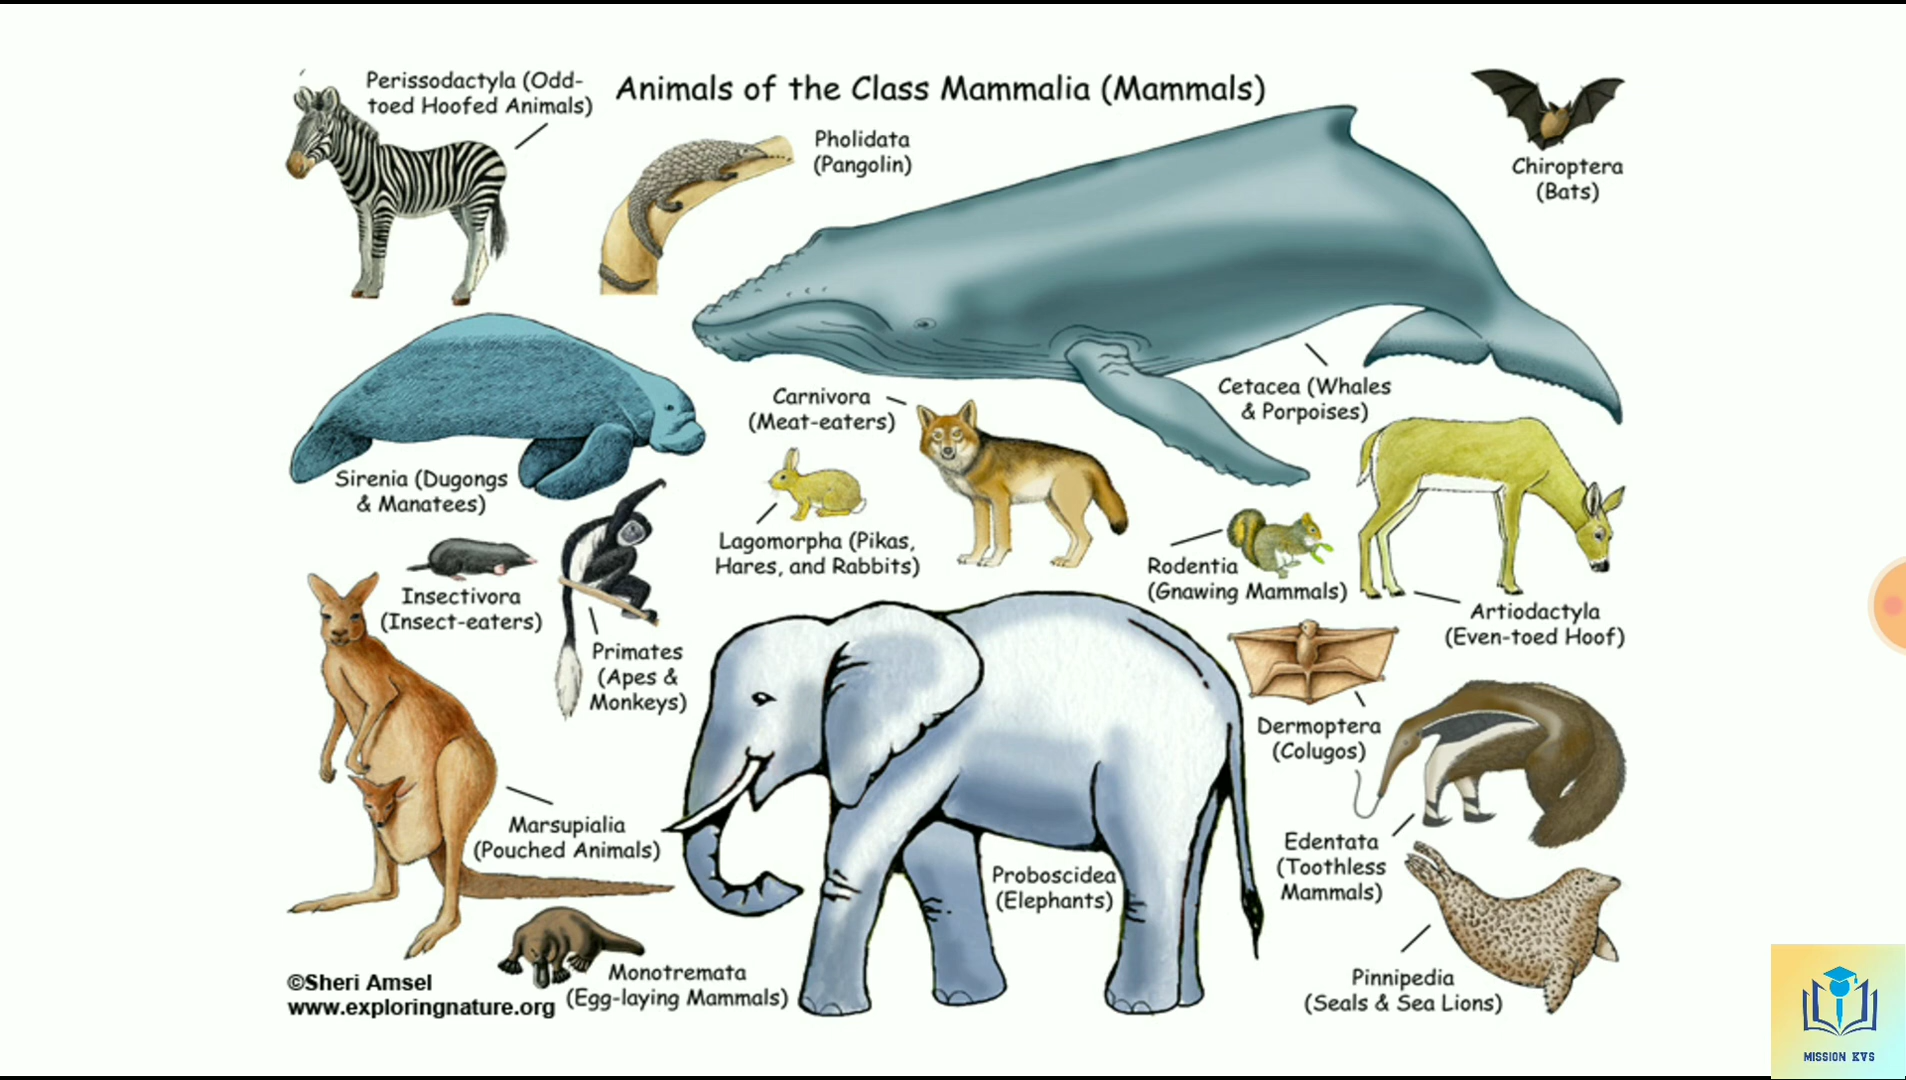 Perissodactyla (Odd-
toed Hoofed Animals)
Animals of the Class Mammalia (Mammals)
Pholidata
(Pangolin)
Chiroptera
(Bats)
Cetacea (Whales
& Porpoises)
Carnivora
(Meat-eaters)
Sirenia (Dugongs
& Manatees)
Lagomorpha (Pikas,
Hares, and Rabbits)
Rodentia
(Gnawing Mammals)
Artiodactyla
(Even-toed Hoof)
Insectivora
(Insect-eaters)
Primates
(Apes &
Monkeys)
Dermoptera
(Colugos)
Marsupialia
(Pouched Animals)
Proboscidea
(Elephants)
Edentata
(Toothless
Mammals)
Monotremata
(Egg-laying Mammals)
Pinnipedia
(Seals & Sea Lions)
©Sheri Amsel
www.exploringnature.org
MISSION KVS